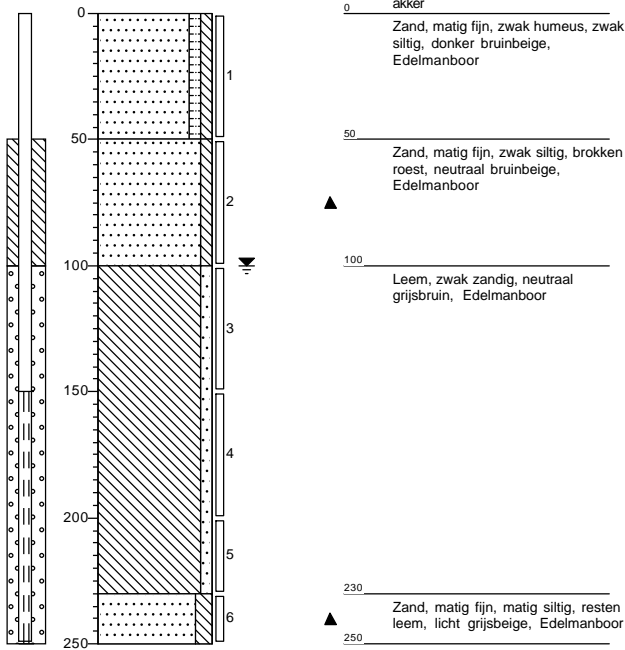 akker
0
0
Zand, matig fijn, zwak humeus, zwak
siltig, donker bruinbeige,
Edelmanboor
1
50
50
Zand, matig fijn, zwak siltig, brokken
roest, neutraal bruinbeige,
Edelmanboor
2
100
100
Leem, zwak zandig, neutraal
grijsbruin, Edelmanboor
3
150
4
200
5
230
Zand, matig fijn, matig siltig, resten
leem, licht grijsbeige, Edelmanboor
6
250
250